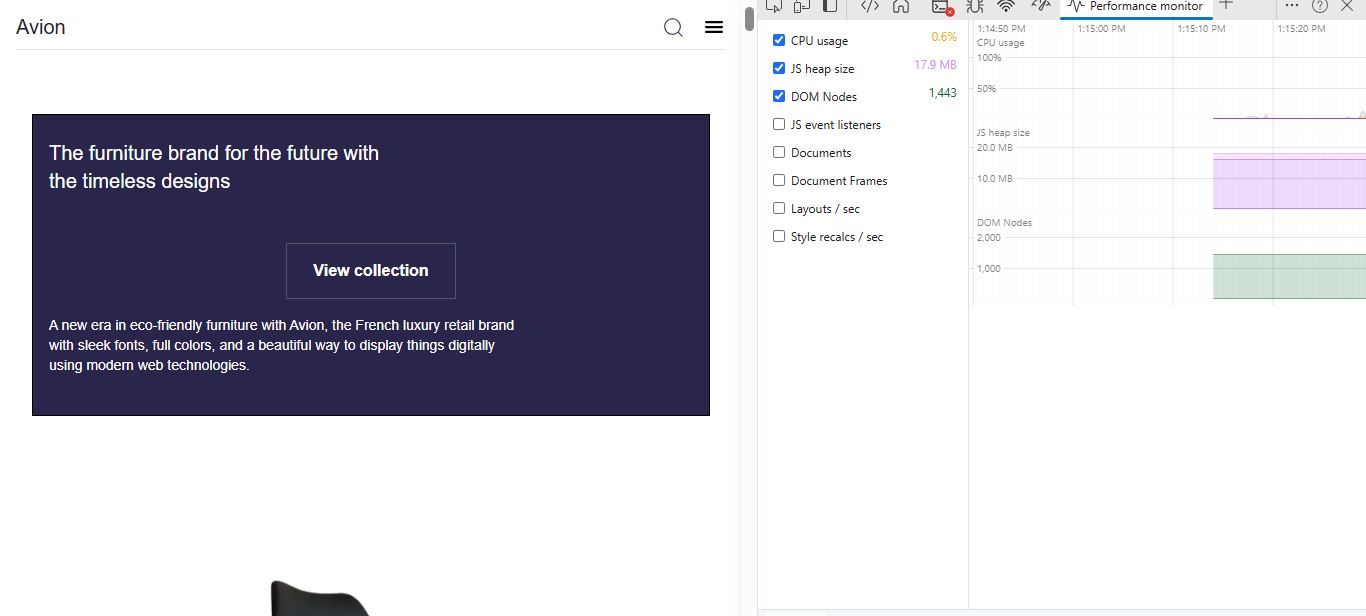 Avion
The furniture brand for the future with
the timeless designs
View collection
A new era in eco-friendly furniture with Avion, the French luxury retail brand
with sleek fonts, full colors, and a beautiful way to display things digitally
using modern web technologies.
Performance monitor
CPU usage 0.6%
JS heap size 17.9 MB
DOM Nodes 1,443
JS event listeners
Documents
Document Frames
Layouts / sec
Style recalcs / sec
1:14:50 PM 1:15:00 PM 1:15:10 PM 1:15:20 PM
CPU usage
100%
50%
JS heap size
20.0 MB
10.0 MB
DOM Nodes
2,000
1,000